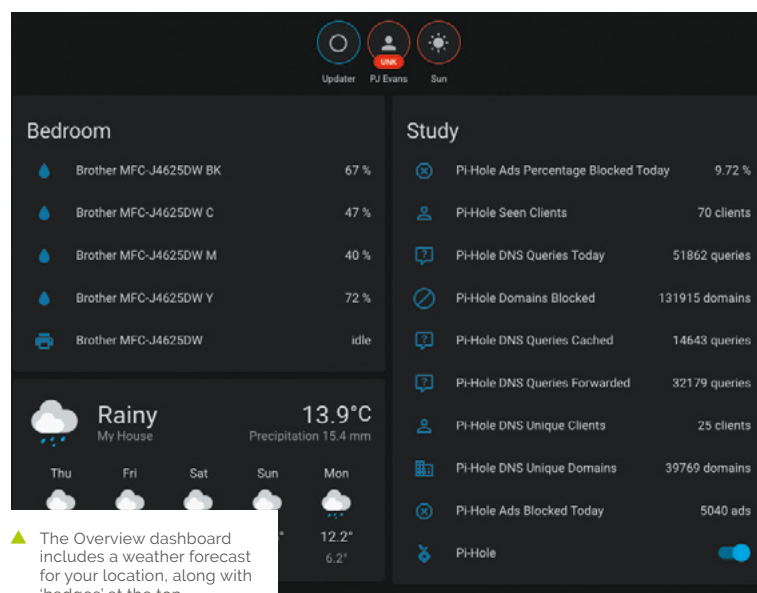 UNK
Updater PJ Evans Sun
Bedroom
Brother MFC-J4625DW BK 67 %
Brother MFC-J4625DW C 47 %
Brother MFC-J4625DW M 40 %
Brother MFC-J4625DW Y 72 %
Brother MFC-J4625DW idle
Rainy 13.9°C
My House Precipitation 15.4 mm
Thu Fri Sat Sun Mon
12.2°
6.2°
Study
Pi-Hole Ads Percentage Blocked Today 9.72 %
Pi-Hole Seen Clients 70 clients
Pi-Hole DNS Queries Today 51862 queries
Pi-Hole Domains Blocked 131915 domains
Pi-Hole DNS Queries Cached 14643 queries
Pi-Hole DNS Queries Forwarded 32179 queries
Pi-Hole DNS Unique Clients 25 clients
Pi-Hole DNS Unique Domains 39769 domains
Pi-Hole Ads Blocked Today 5040 ads
Pi-Hole
The Overview dashboard
includes a weather forecast
for your location, along with
'badges' at the top